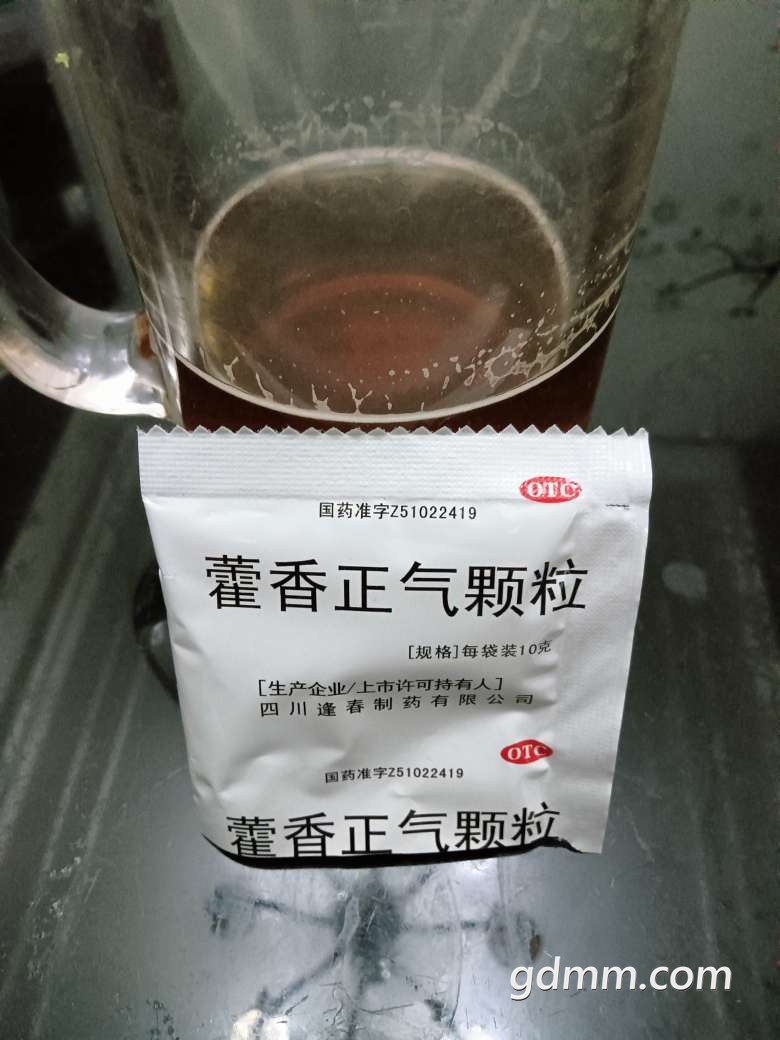 OTC
国药准字Z51022419
藿香正气颗粒
[规格]每袋装10克
[生产企业/上市许可持有人]
四川逢春制药有限公司
OTC
国药准字Z51022419
藿香正气颗粒
gdmm.com